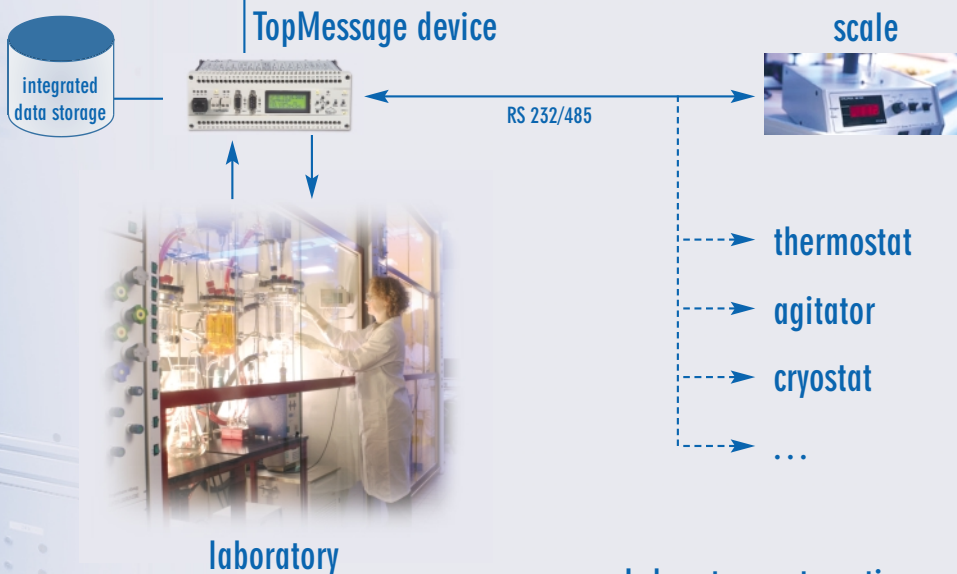 TopMessage device
scale
integrated
data storage
RS 232/485
thermostat
agitator
cryostat
...
laboratory